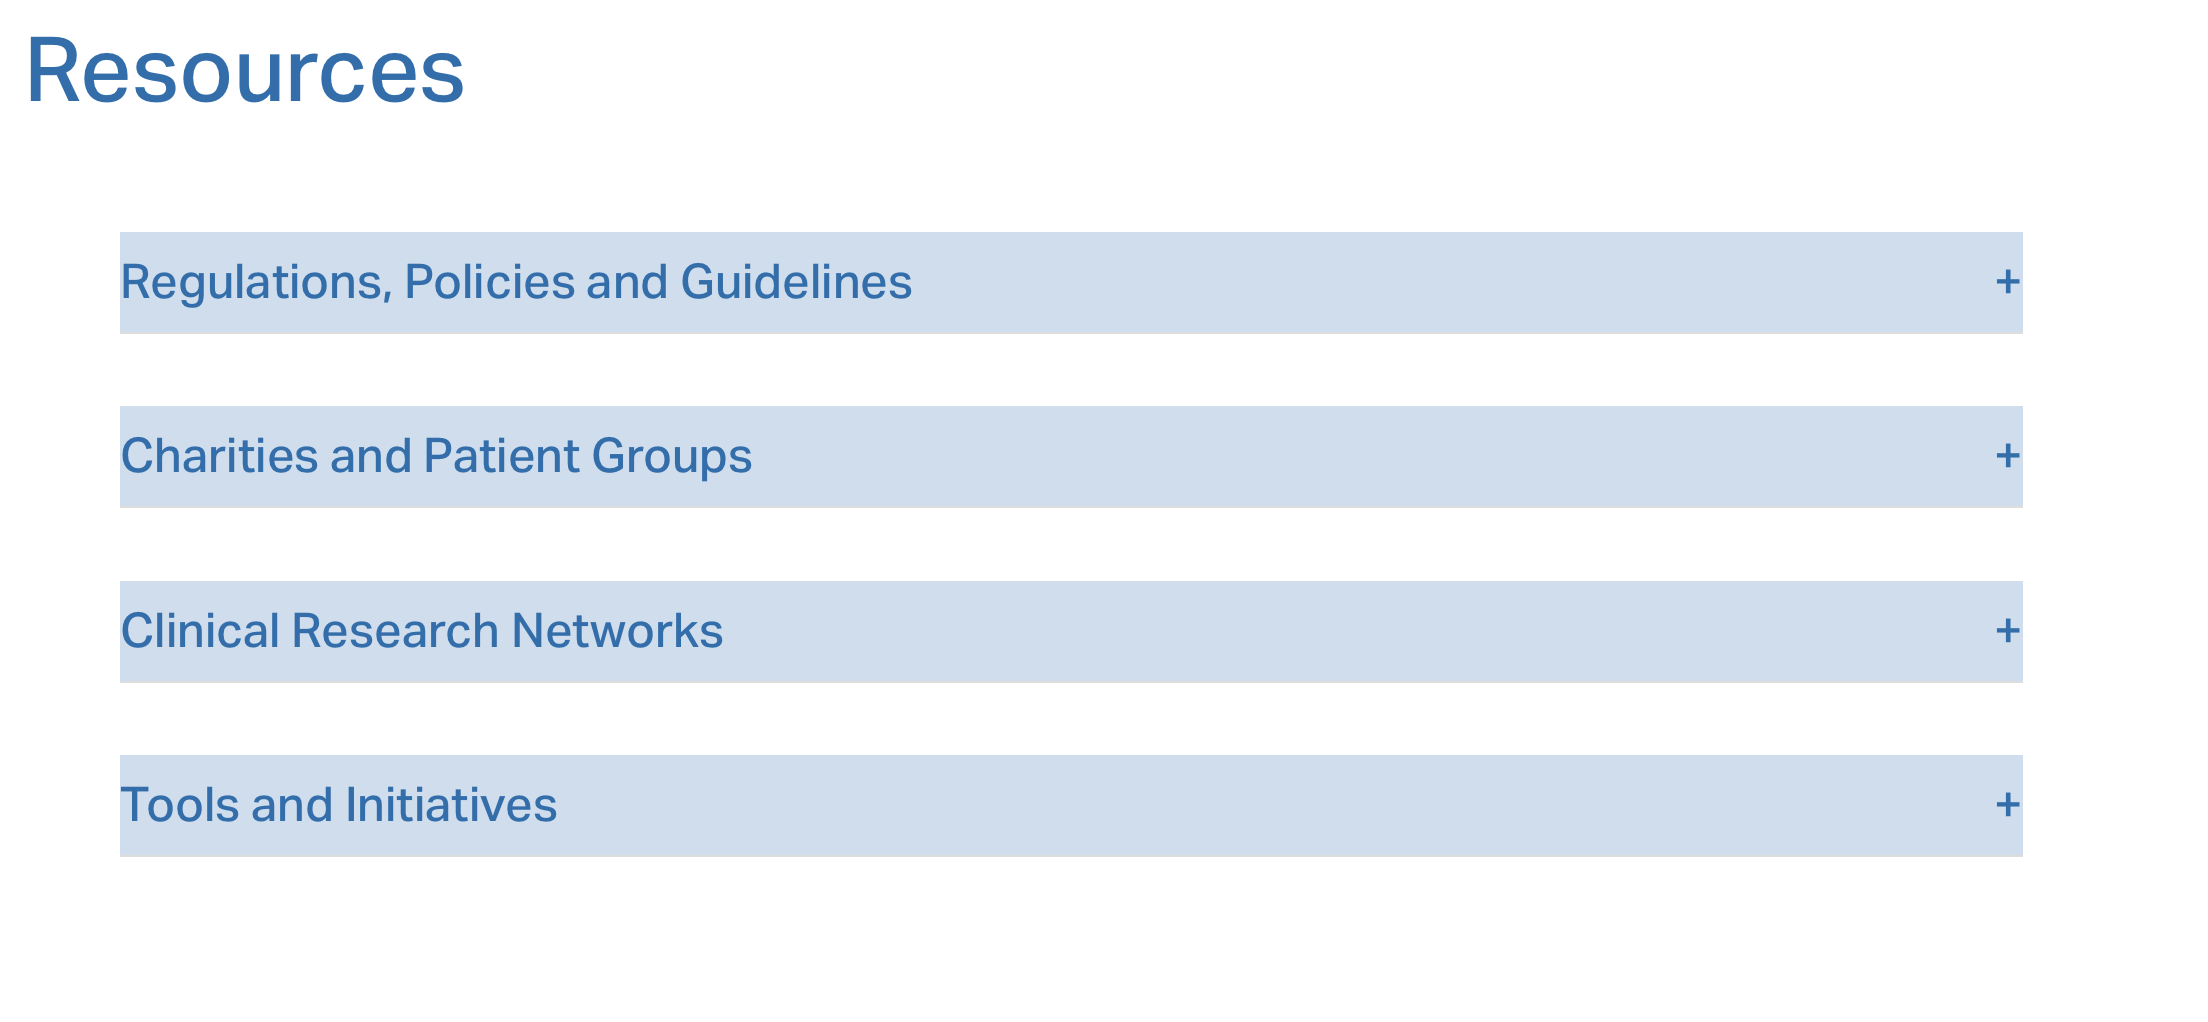 Resources
Regulations, Policies and Guidelines +
Charities and Patient Groups +
Clinical Research Networks +
Tools and Initiatives +